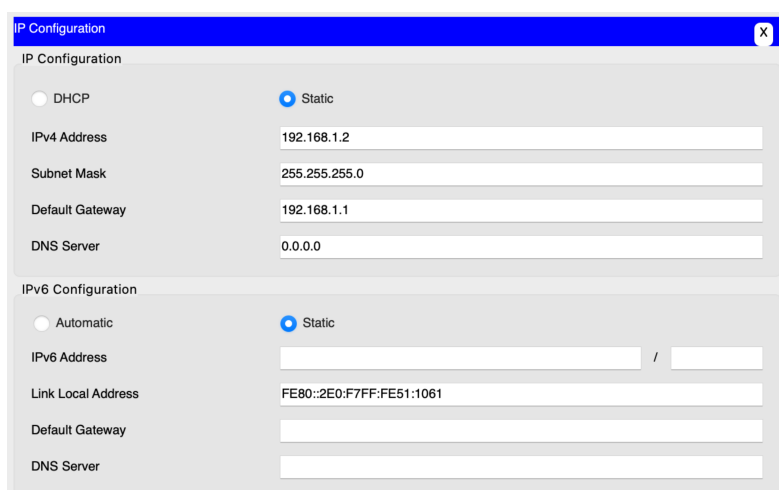 IP Configuration
X
IP Configuration
DHCP Static
IPv4 Address 192.168.1.2
Subnet Mask 255.255.255.0
Default Gateway 192.168.1.1
DNS Server 0.0.0.0
IPv6 Configuration
Automatic Static
IPv6 Address /
Link Local Address FE80::2E0:F7FF:FE51:1061
Default Gateway
DNS Server